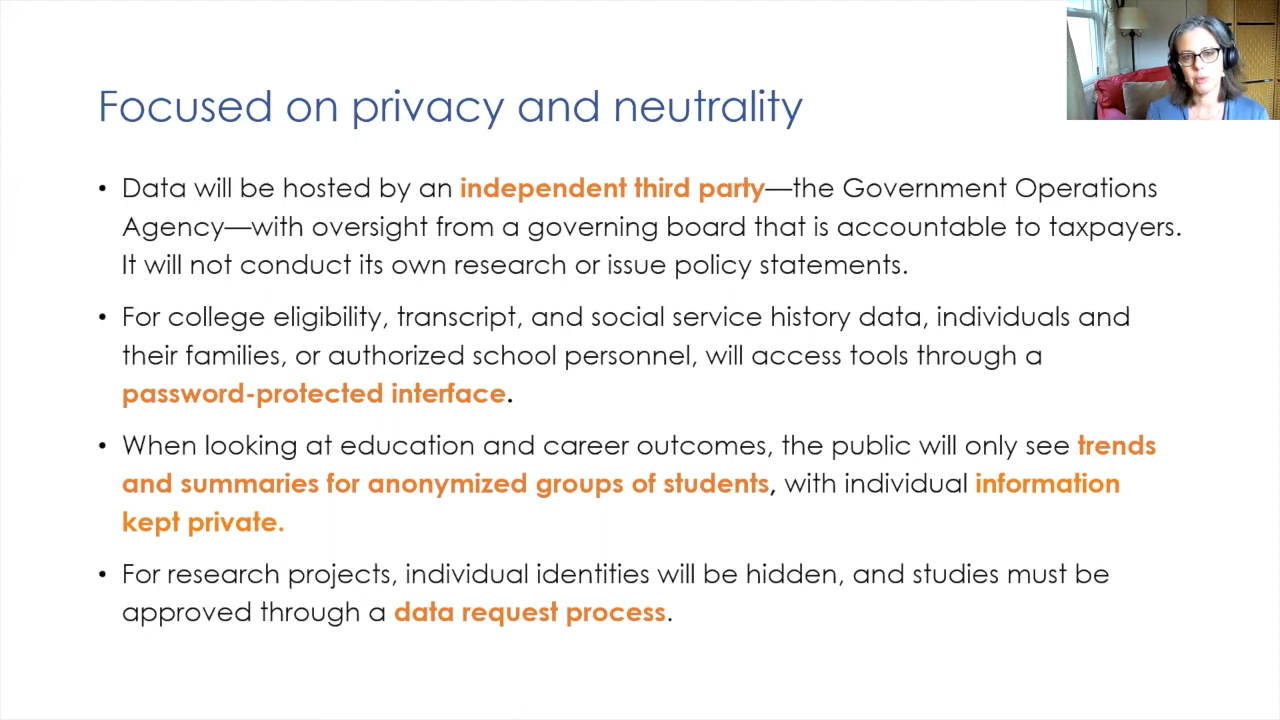 Focused on privacy and neutrality
• Data will be hosted by an independent third party—the Government Operations
Agency—with oversight from a governing board that is accountable to taxpayers.
It will not conduct its own research or issue policy statements.
• For college eligibility, transcript, and social service history data, individuals and
their families, or authorized school personnel, will access tools through a
password-protected interface.
• When looking at education and career outcomes, the public will only see trends
and summaries for anonymized groups of students, with individual information
kept private.
• For research projects, individual identities will be hidden, and studies must be
approved through a data request process.